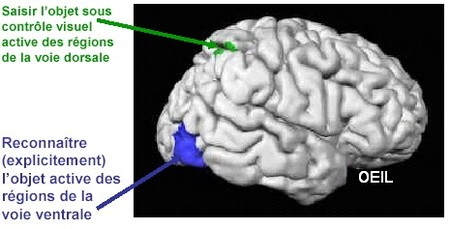 Saisir l'objet sous
contrôle visuel
active des régions
de la voie dorsale
Reconnaître
(explicitement)
l'objet active des
régions de la
voie ventrale
OEIL